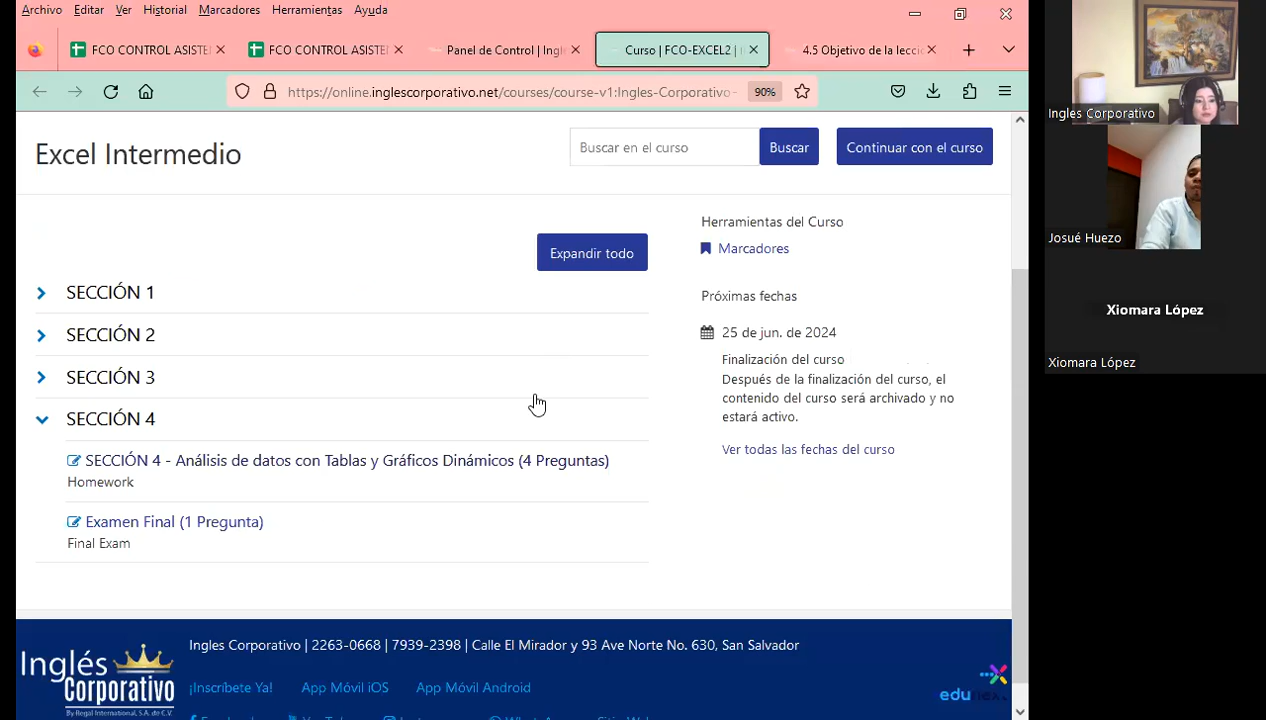 Archivo Editar Ver Historial Marcadores Herramientas Ayuda
FCO CONTROL ASISTE
FCO CONTROL ASISTE
Panel de Control | Ingl
Curso | FCO-EXCEL2 |
4.5 Objetivo de la lecci
https://online.inglescorporativo.net/courses/course-v1:Ingles-Corporativo
90%
Excel Intermedio
Buscar en el curso
Buscar
Continuar con el curso
Expandir todo
SECCIÓN 1
SECCIÓN 2
SECCIÓN 3
SECCIÓN 4
SECCIÓN 4 - Análisis de datos con Tablas y Gráficos Dinámicos (4 Preguntas)
Homework
Examen Final (1 Pregunta)
Final Exam
Herramientas del Curso
Marcadores
Próximas fechas
25 de jun. de 2024
Finalización del curso
Después de la finalización del curso, el
contenido del curso será archivado y no
estará activo.
Ver todas las fechas del curso
Inglés
Corporativo
By Regal International, S.A. de C.V.
Ingles Corporativo | 2263-0668 | 7939-2398 | Calle El Mirador y 93 Ave Norte No. 630, San Salvador
¡Inscríbete Ya! App Móvil iOS App Móvil Android
Ingles Corporativo
Josué Huezo
Xiomara López
Xiomara López